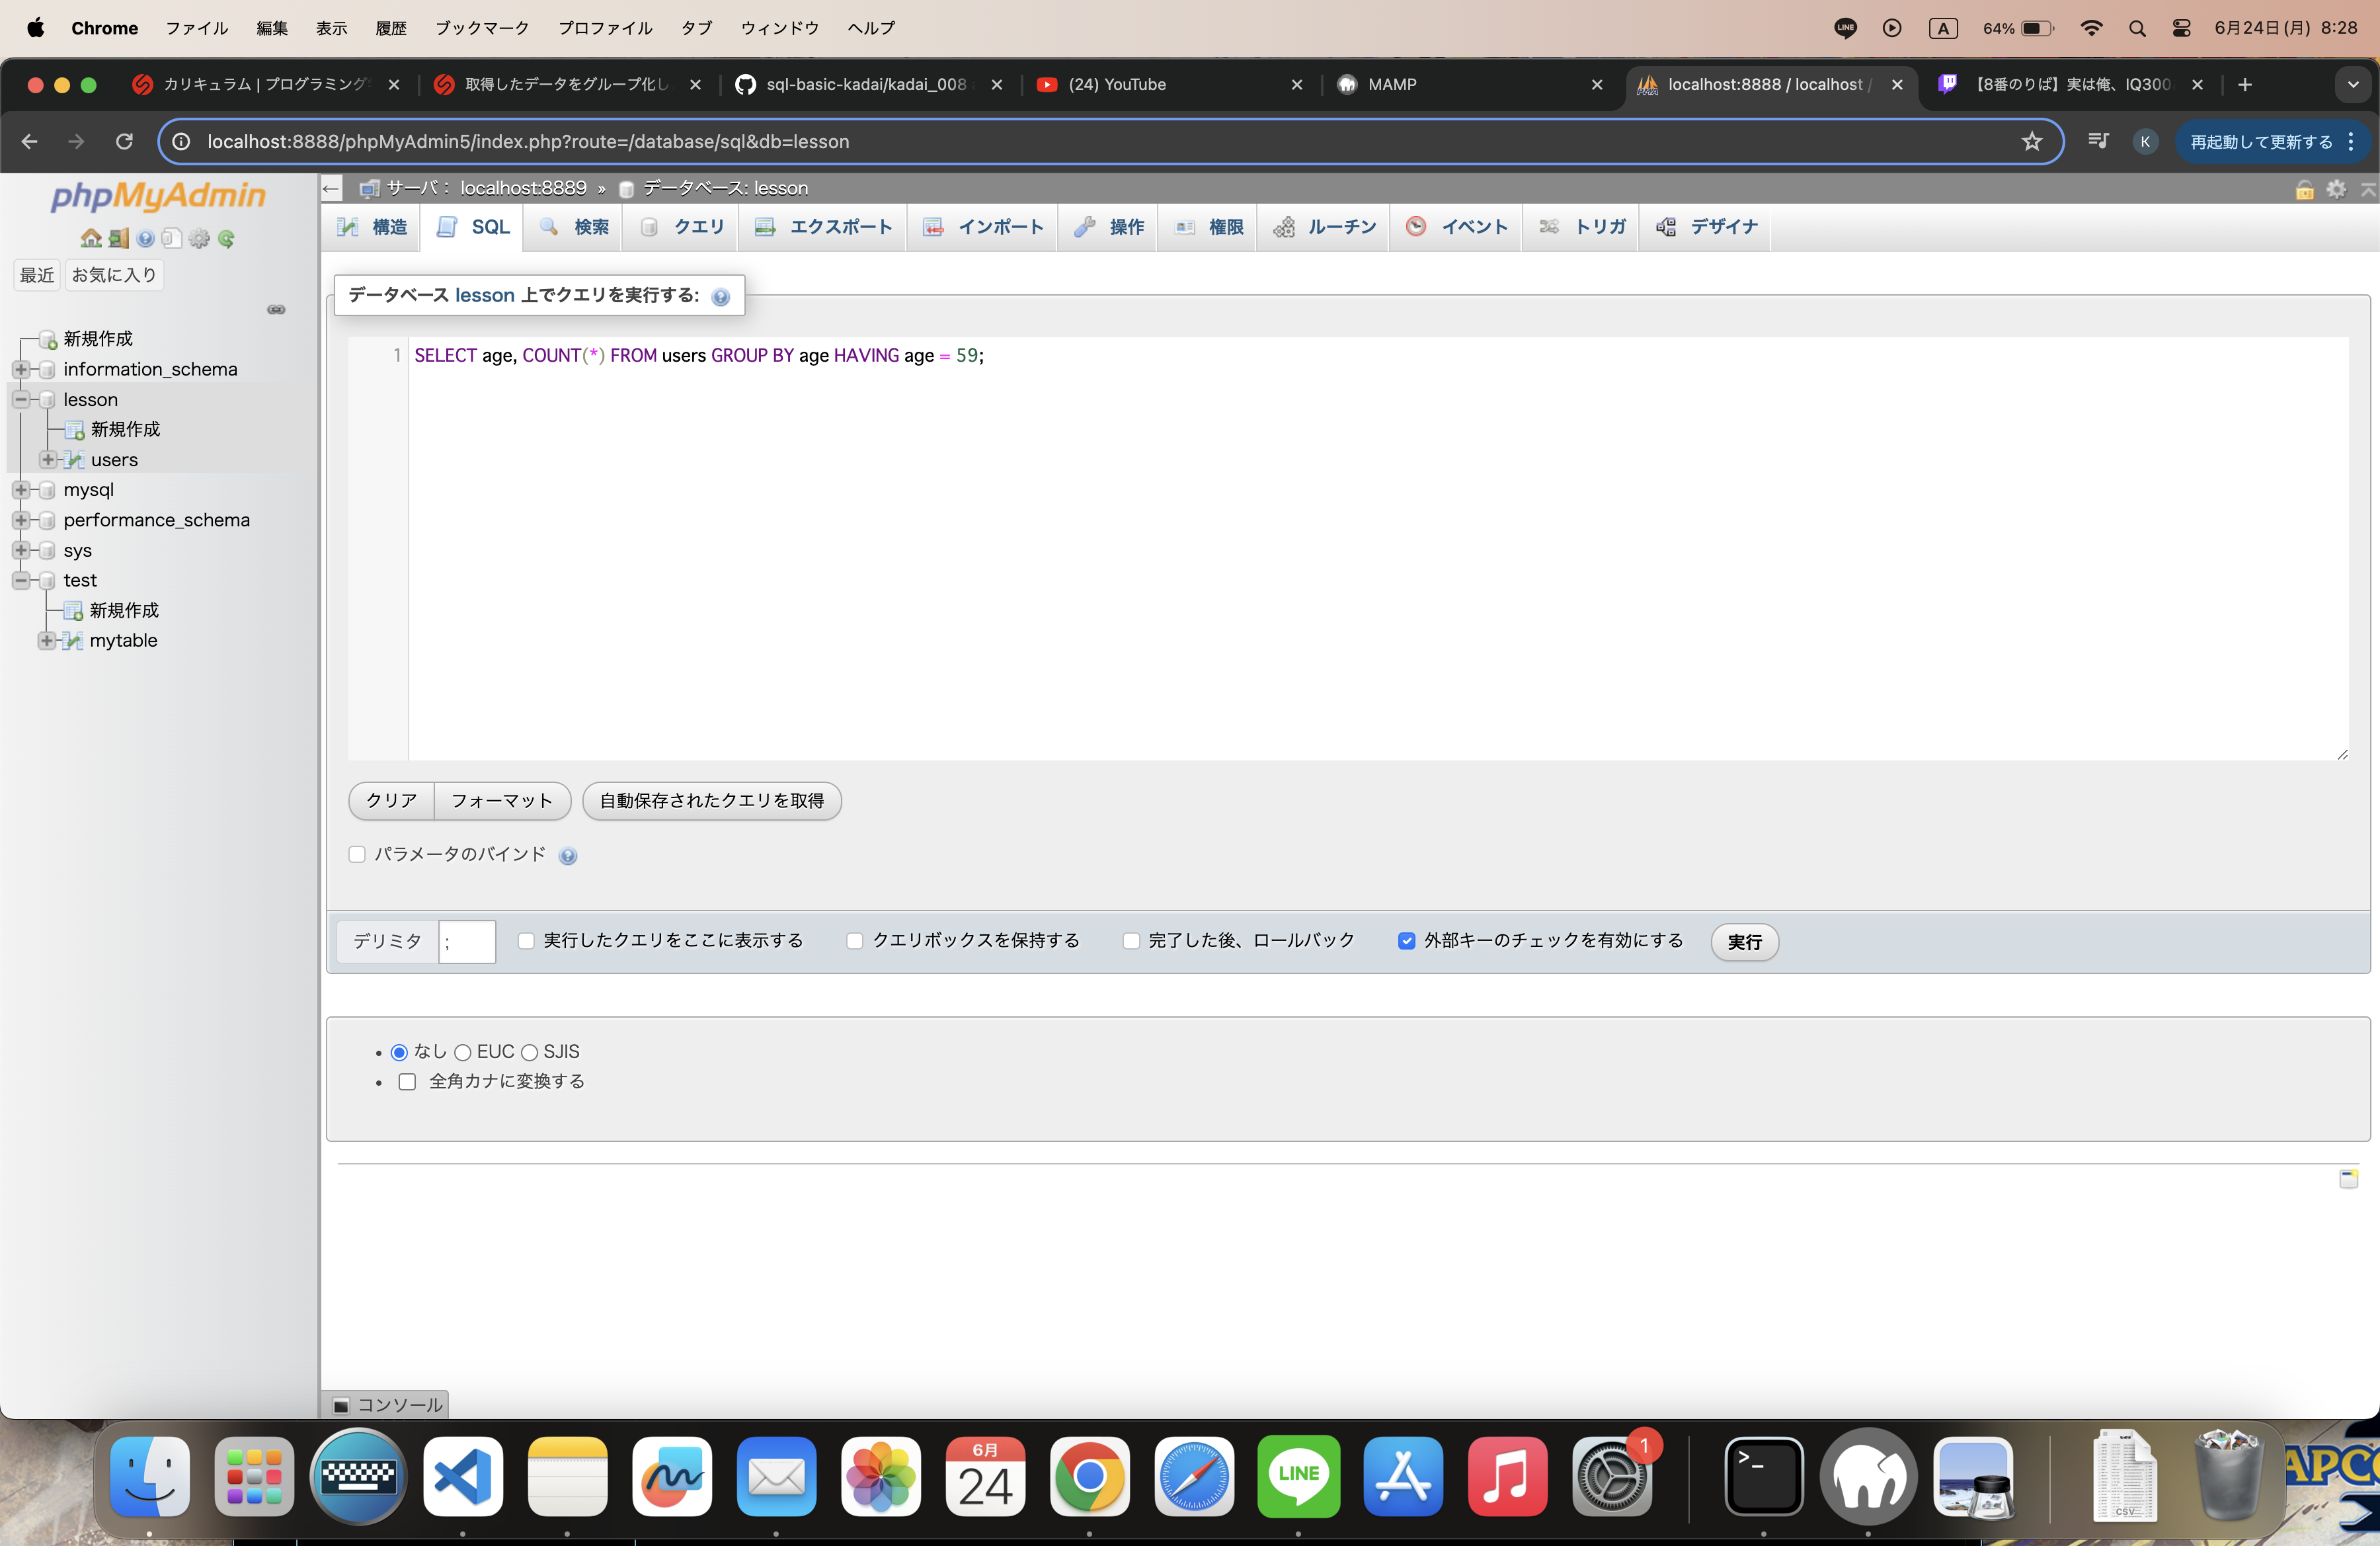 Chrome ファイル 編集 表示 履歴 ブックマーク プロファイル タブ ウィンドウ ヘルプ
LINE A 64% 6月24日(月) 8:28
カリキュラム | プログラミング
取得したデータをグループ化し
sql-basic-kadai/kadai_008
(24) YouTube
MAMP
localhost:8888 / localhost /
【8番のりば】実は俺、IQ300
localhost:8888/phpMyAdmin5/index.php?route=/database/sql&db=lesson
K
再起動して更新する
phpMyAdmin
最近 お気に入り
新規作成
information_schema
lesson
新規作成
users
mysql
performance_schema
sys
test
新規作成
mytable
サーバ: localhost:8889 » データベース: lesson
構造 SQL 検索 クエリ エクスポート インポート 操作 権限 ルーチン イベント トリガ デザイナ
データベース lesson 上でクエリを実行する:
1 SELECT age, COUNT(*) FROM users GROUP BY age HAVING age = 59;
クリア フォーマット 自動保存されたクエリを取得
パラメータのバインド
デリミタ ; 実行したクエリをここに表示する クエリボックスを保持する 完了した後、ロールバック 外部キーのチェックを有効にする 実行
なし EUC SJIS
全角カナに変換する
コンソール
6月
24
LINE
1
>_
CSV